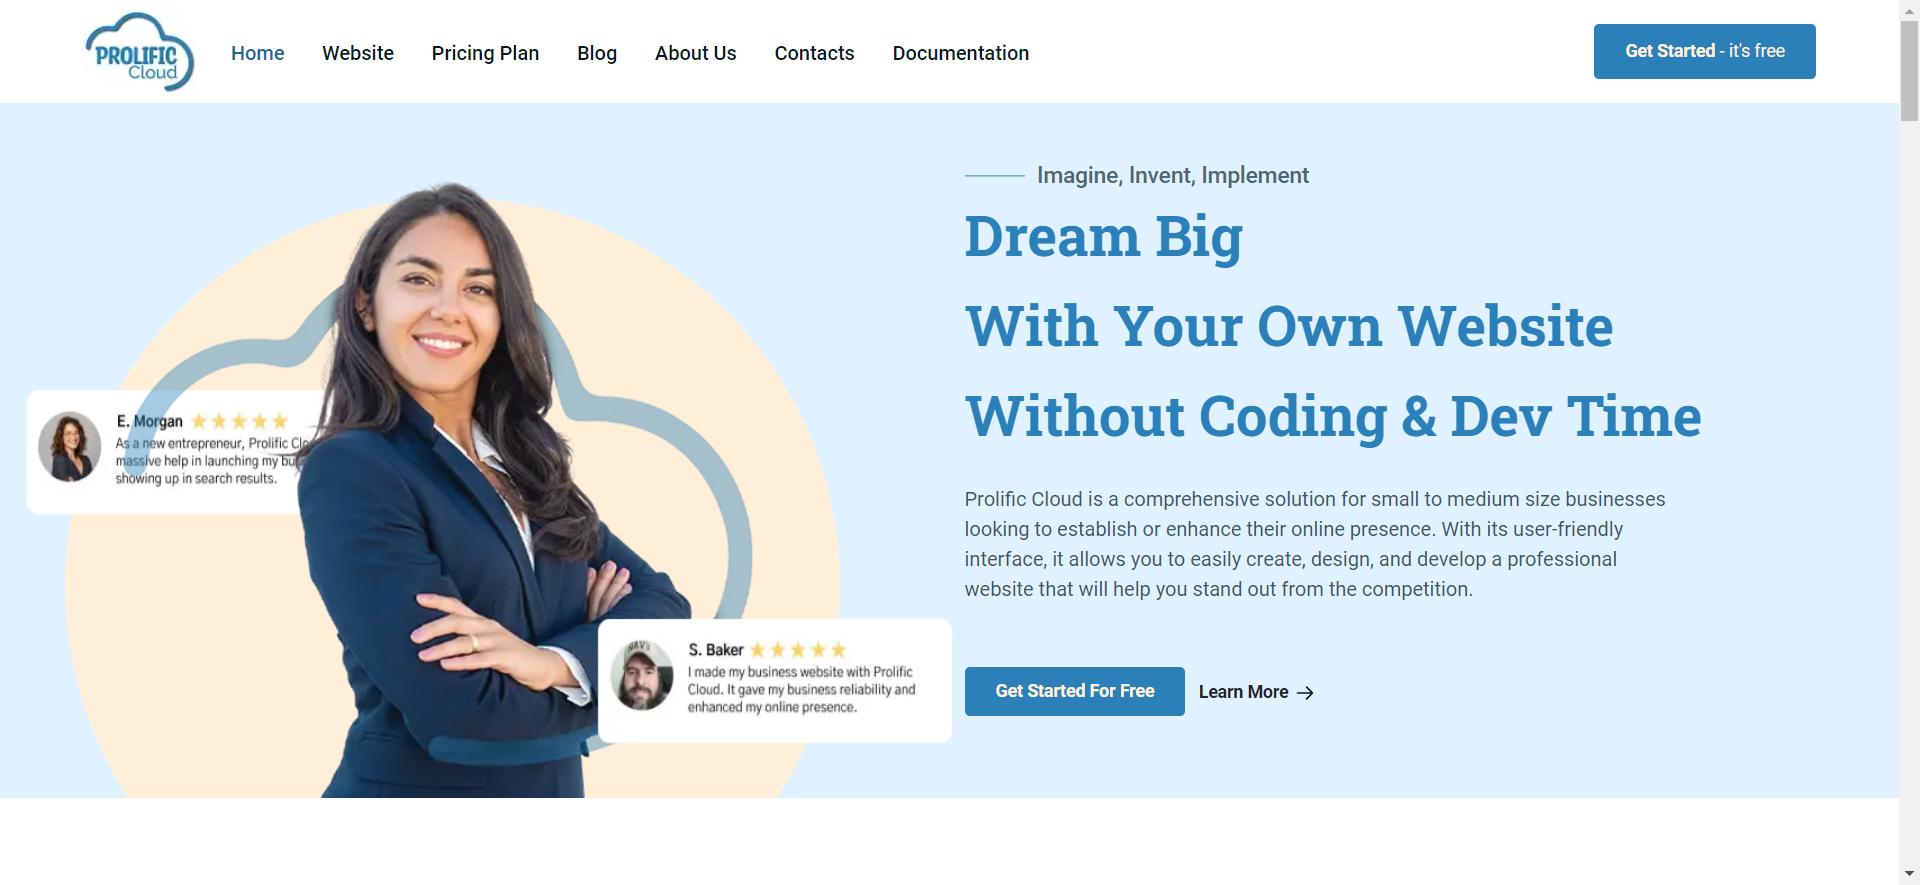 PROLIFIC
Cloud
Home
Website
Pricing Plan
Blog
About Us
Contacts
Documentation
Get Started - it's free
Imagine, Invent, Implement
Dream Big
With Your Own Website
Without Coding & Dev Time
Prolific Cloud is a comprehensive solution for small to medium size businesses
looking to establish or enhance their online presence. With its user-friendly
interface, it allows you to easily create, design, and develop a professional
website that will help you stand out from the competition.
Get Started For Free
Learn More
E. Morgan
As a new entrepreneur, Prolific
massive help in launching my
showing up in search results.
NAVY
S. Baker
I made my business website with Prolific
Cloud. It gave my business reliability and
enhanced my online presence.